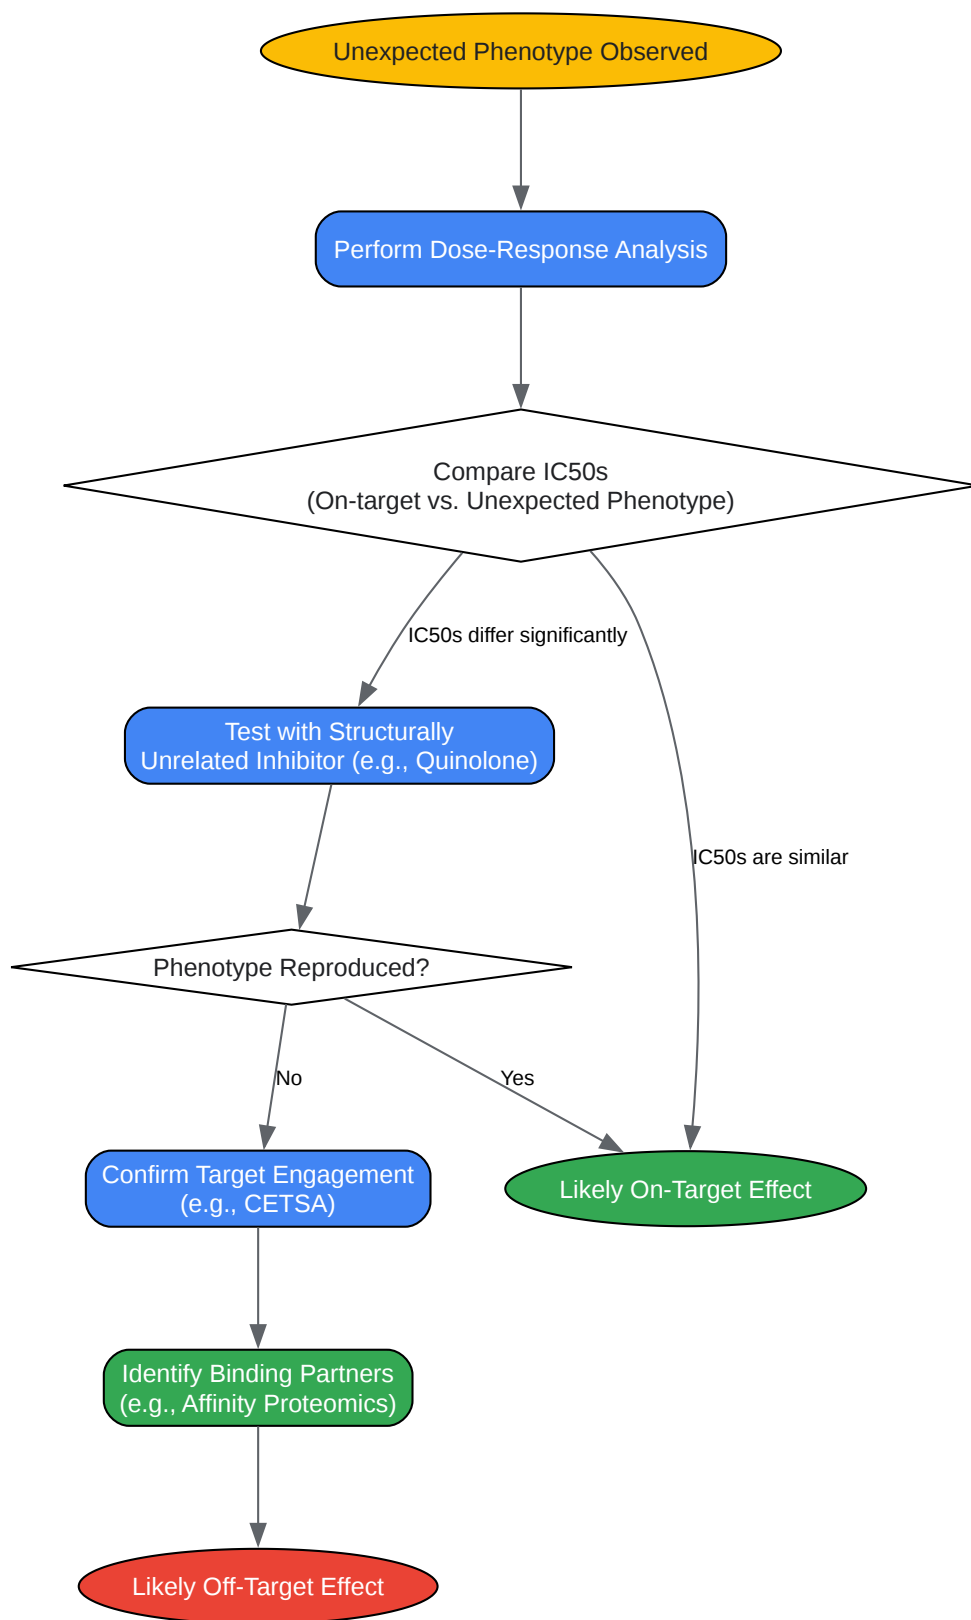 Unexpected Phenotype Observed
Perform Dose-Response Analysis
Compare IC50s
(On-target vs. Unexpected Phenotype)
IC50s differ significantly
Test with Structurally
Unrelated Inhibitor (e.g., Quinolone)
IC50s are similar
Phenotype Reproduced?
No
Yes
Confirm Target Engagement
(e.g., CETSA)
Likely On-Target Effect
Identify Binding Partners
(e.g., Affinity Proteomics)
Likely Off-Target Effect